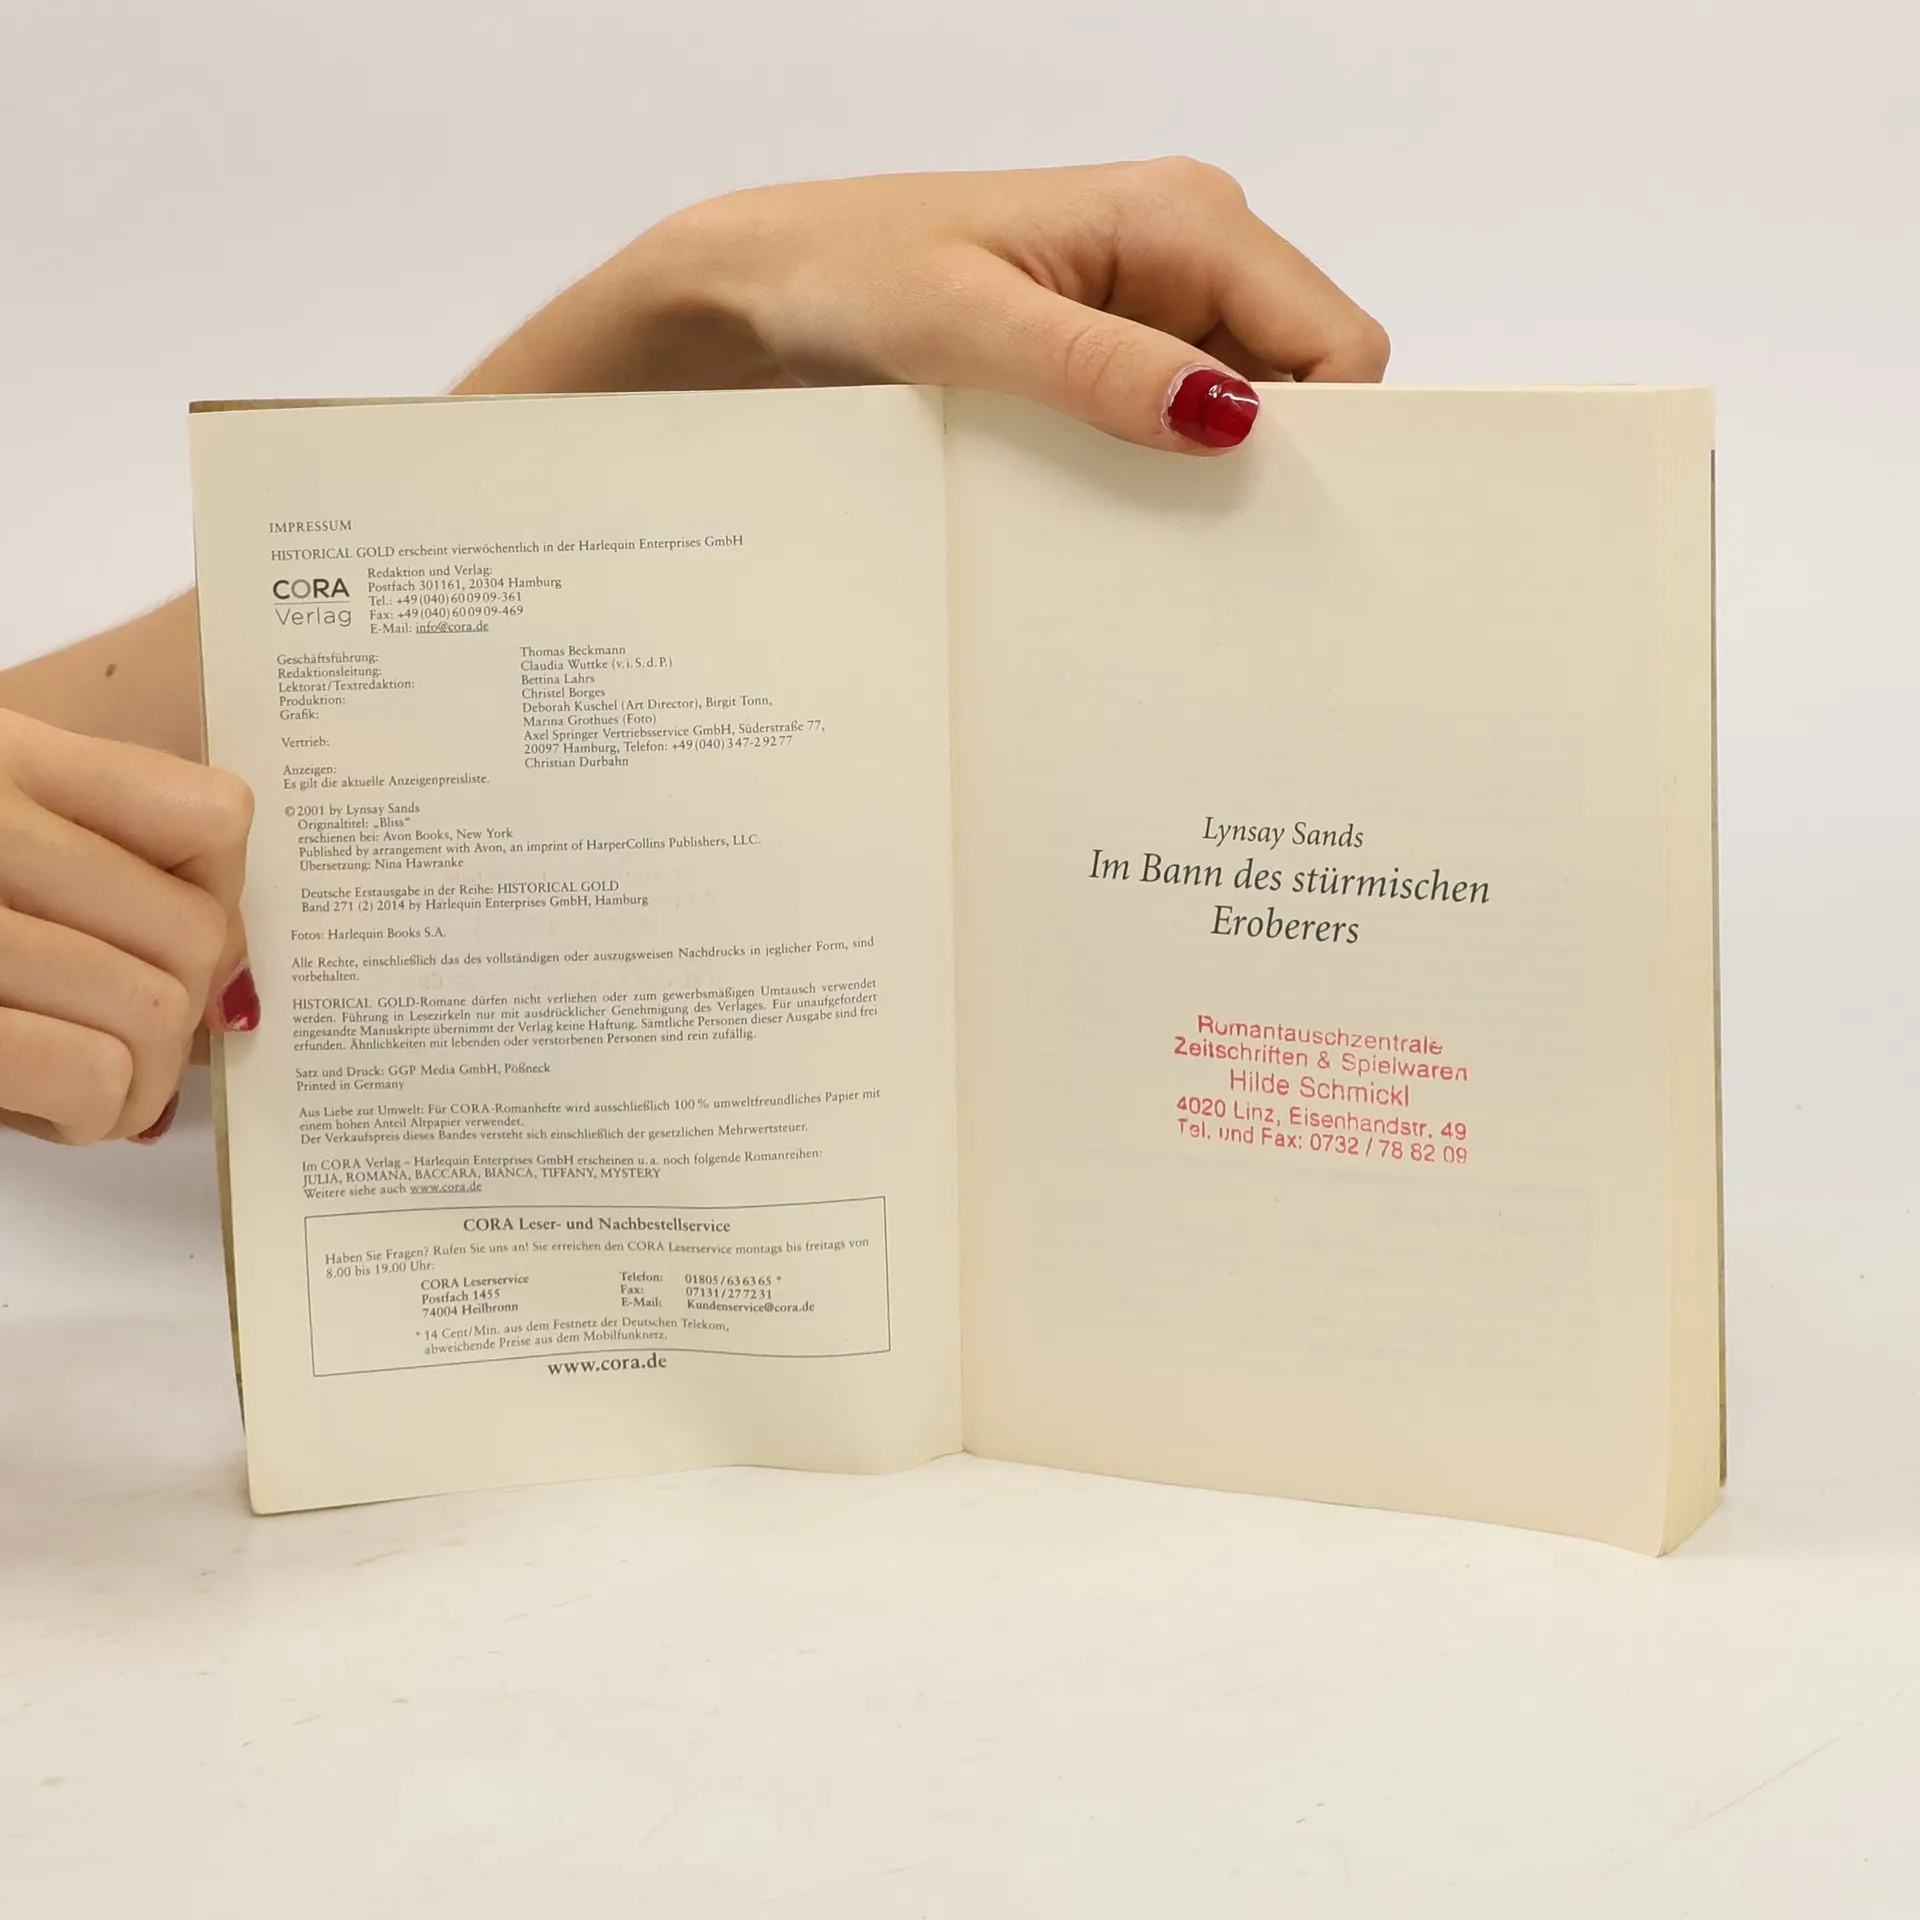 IMPRESSUM
HISTORICAL GOLD erscheint vierwöchentlich in der Harlequin Enterprises GmbH
CORA
Verlag
Redaktion und Verlag:
Postfach 301161, 20304 Hamburg
Tel.: +49(040)600909-361
Fax: +49(040)600909-469
E-Mail: info@cora.de
Geschäftsführung: Thomas Beckmann
Redaktionsleitung: Claudia Wuttke (v.i.S.d.P.)
Lektorat/Textredaktion: Bettina Lahrs
Produktion: Christel Borges
Grafik: Deborah Kuschel (Art Director), Birgit Tonn,
Marina Grothues (Foto)
Vertrieb: Axel Springer Vertriebsservice GmbH, Süderstraße 77,
20097 Hamburg, Telefon: +49(040)347-29277
Anzeigen: Christian Durbahn
Es gilt die aktuelle Anzeigenpreisliste.
©2001 by Lynsay Sands
Originaltitel: „Bliss“
erschienen bei: Avon Books, New York
Published by arrangement with Avon, an imprint of HarperCollins Publishers, LLC.
Übersetzung: Nina Hawranke
Deutsche Erstausgabe in der Reihe: HISTORICAL GOLD
Band 271 (2) 2014 by Harlequin Enterprises GmbH, Hamburg
Fotos: Harlequin Books S.A.
Alle Rechte, einschließlich das des vollständigen oder auszugsweisen Nachdrucks in jeglicher Form, sind
vorbehalten.
HISTORICAL GOLD-Romane dürfen nicht verliehen oder zum gewerbsmäßigen Umtausch verwendet
werden. Führung in Lesezirkeln nur mit ausdrücklicher Genehmigung des Verlages. Für unaufgefordert
eingesandte Manuskripte übernimmt der Verlag keine Haftung. Sämtliche Personen dieser Ausgabe sind frei
erfunden. Ähnlichkeiten mit lebenden oder verstorbenen Personen sind rein zufällig.
Satz und Druck: GGP Media GmbH, Pößneck
Printed in Germany
Aus Liebe zur Umwelt: Für CORA-Romanhefte wird ausschließlich 100% umweltfreundliches Papier mit
einem hohen Anteil Altpapier verwendet.
Der Verkaufspreis dieses Bandes versteht sich einschließlich der gesetzlichen Mehrwertsteuer.
Im CORA Verlag – Harlequin Enterprises GmbH erscheinen u.a. noch folgende Romanreihen:
JULIA, ROMANA, BACCARA, BIANCA, TIFFANY, MYSTERY
Weitere siehe auch www.cora.de
CORA Leser- und Nachbestellservice
Haben Sie Fragen? Rufen Sie uns an! Sie erreichen den CORA Leserservice montags bis freitags von
8.00 bis 19.00 Uhr:
CORA Leserservice Telefon: 01805/63 63 65 *
Postfach 1455 Fax: 07131/27 72 31
74004 Heilbronn E-Mail: Kundenservice@cora.de
* 14 Cent/Min. aus dem Festnetz der Deutschen Telekom,
abweichende Preise aus dem Mobilfunknetz.
www.cora.de
Lynsay Sands
Im Bann des stürmischen
Eroberers
Romantauschzentrale
Zeitschriften & Spielwaren
Hilde Schmickl
4020 Linz, Eisenhandstr. 49
Tel. und Fax: 0732 / 78 82 09